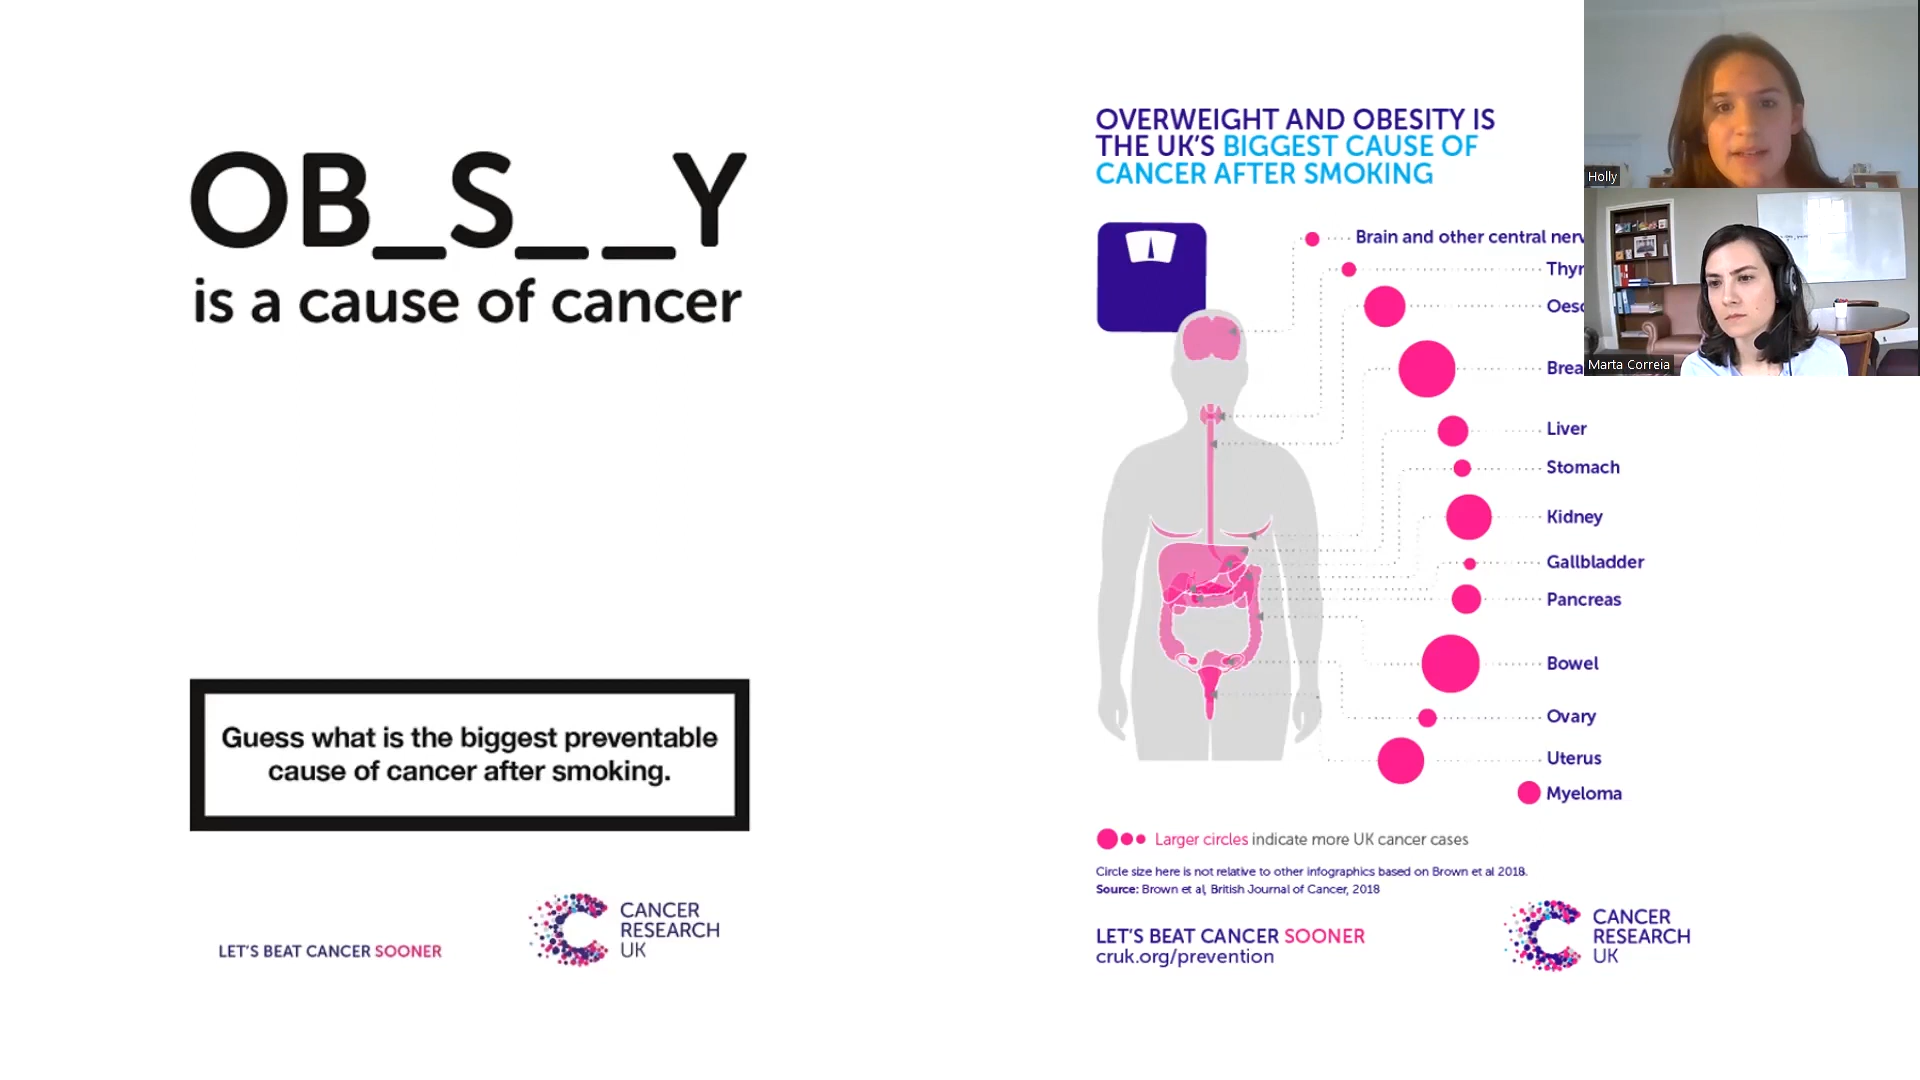 OB_S__Y
is a cause of cancer
Guess what is the biggest preventable
cause of cancer after smoking.
LET'S BEAT CANCER SOONER
CANCER
RESEARCH
UK
OVERWEIGHT AND OBESITY IS
THE UK'S BIGGEST CAUSE OF
CANCER AFTER SMOKING
Brain and other central nerv
Thyr
Oeso
Brea
Liver
Stomach
Kidney
Gallbladder
Pancreas
Bowel
Ovary
Uterus
Myeloma
Larger circles indicate more UK cancer cases
Circle size here is not relative to other infographics based on Brown et al 2018.
Source: Brown et al, British Journal of Cancer, 2018
LET'S BEAT CANCER SOONER
cruk.org/prevention
CANCER
RESEARCH
UK
Holly
Marta Correia